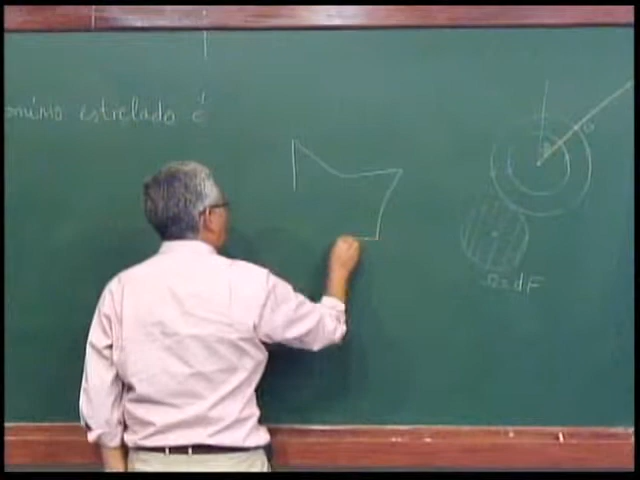 omínio estrelado é
Ω=dF